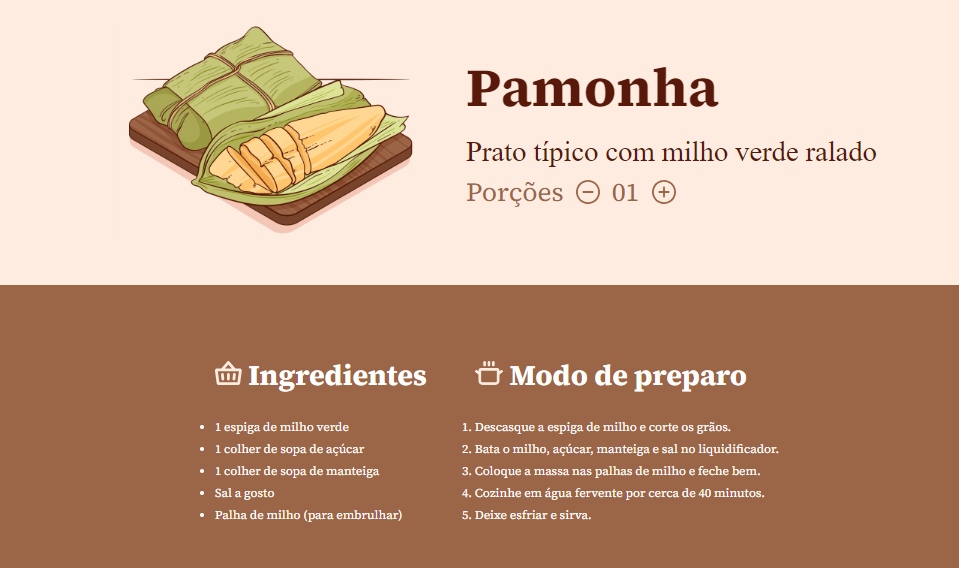 Pamonha
Prato típico com milho verde ralado
Porções 01
Ingredientes
• 1 espiga de milho verde
• 1 colher de sopa de açúcar
• 1 colher de sopa de manteiga
• Sal a gosto
• Palha de milho (para embrulhar)
Modo de preparo
1. Descasque a espiga de milho e corte os grãos.
2. Bata o milho, açúcar, manteiga e sal no liquidificador.
3. Coloque a massa nas palhas de milho e feche bem.
4. Cozinhe em água fervente por cerca de 40 minutos.
5. Deixe esfriar e sirva.